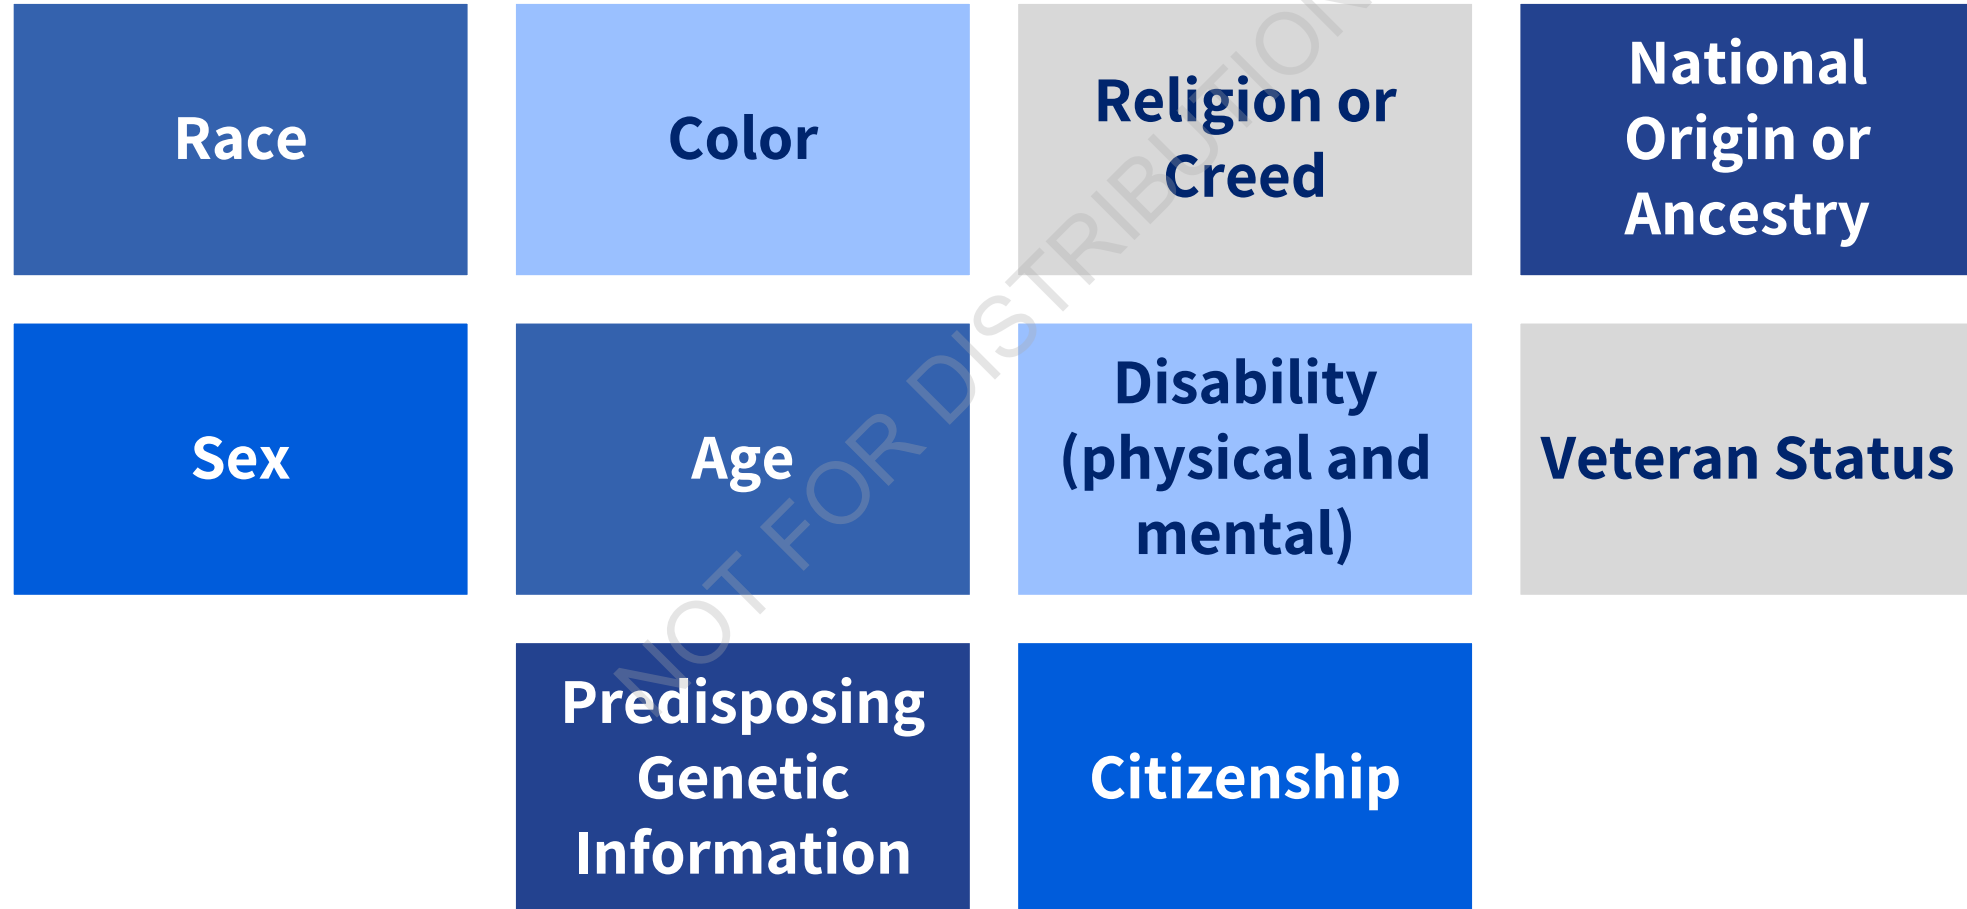 Race
Color
Religion or
Creed
National
Origin or
Ancestry
Sex
Age
Disability
(physical and
mental)
Veteran Status
Predisposing
Genetic
Information
Citizenship
NOT FOR DISTRIBUTION